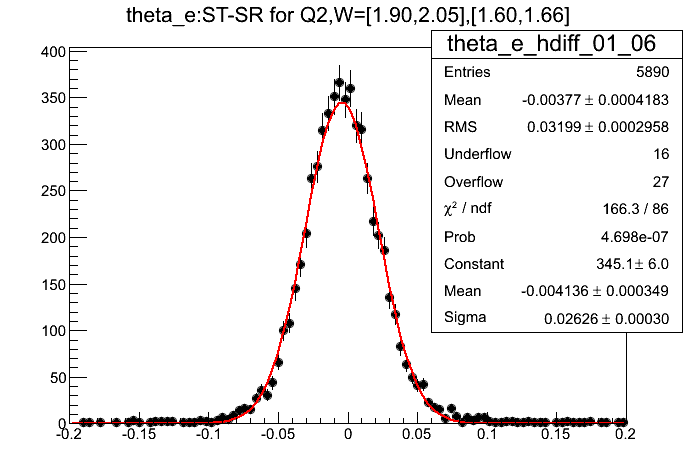 theta_e:ST-SR for Q2,W=[1.90,2.05],[1.60,1.66]
theta_e_hdiff_01_06
Entries 5890
Mean -0.00377 ± 0.0004183
RMS 0.03199 ± 0.0002958
Underflow 16
Overflow 27
χ² / ndf 166.3 / 86
Prob 4.698e-07
Constant 345.1 ± 6.0
Mean -0.004136 ± 0.000349
Sigma 0.02626 ± 0.00030
400
350
300
250
200
150
100
50
0
-0.2 -0.15 -0.1 -0.05 0 0.05 0.1 0.15 0.2